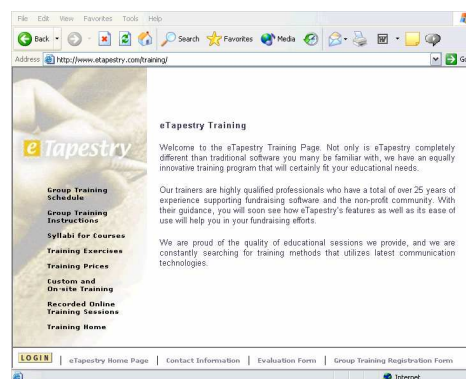 File Edit View Favorites Tools Help
Back Search Favorites Media
Address http://www.etapestry.com/training/ Go
eTapestry
eTapestry Training
Welcome to the eTapestry Training Page. Not only is eTapestry completely
different than traditional software you many be familiar with, we have an equally
innovative training program that will certainly fit your educational needs.
Our trainers are highly qualified professionals who have a total of over 25 years of
experience supporting fundraising software and the non-profit community. With
their guidance, you will soon see how eTapestry's features as well as its ease of
use will help you in your fundraising efforts.
We are proud of the quality of educational sessions we provide, and we are
constantly searching for training methods that utilizes latest communication
technologies.
Group Training
Schedule
Group Training
Instructions
Syllabi for Courses
Training Exercises
Training Prices
Custom and
On-site Training
Recorded Online
Training Sessions
Training Home
LOGIN | eTapestry Home Page | Contact Information | Evaluation Form | Group Training Registration Form
Internet